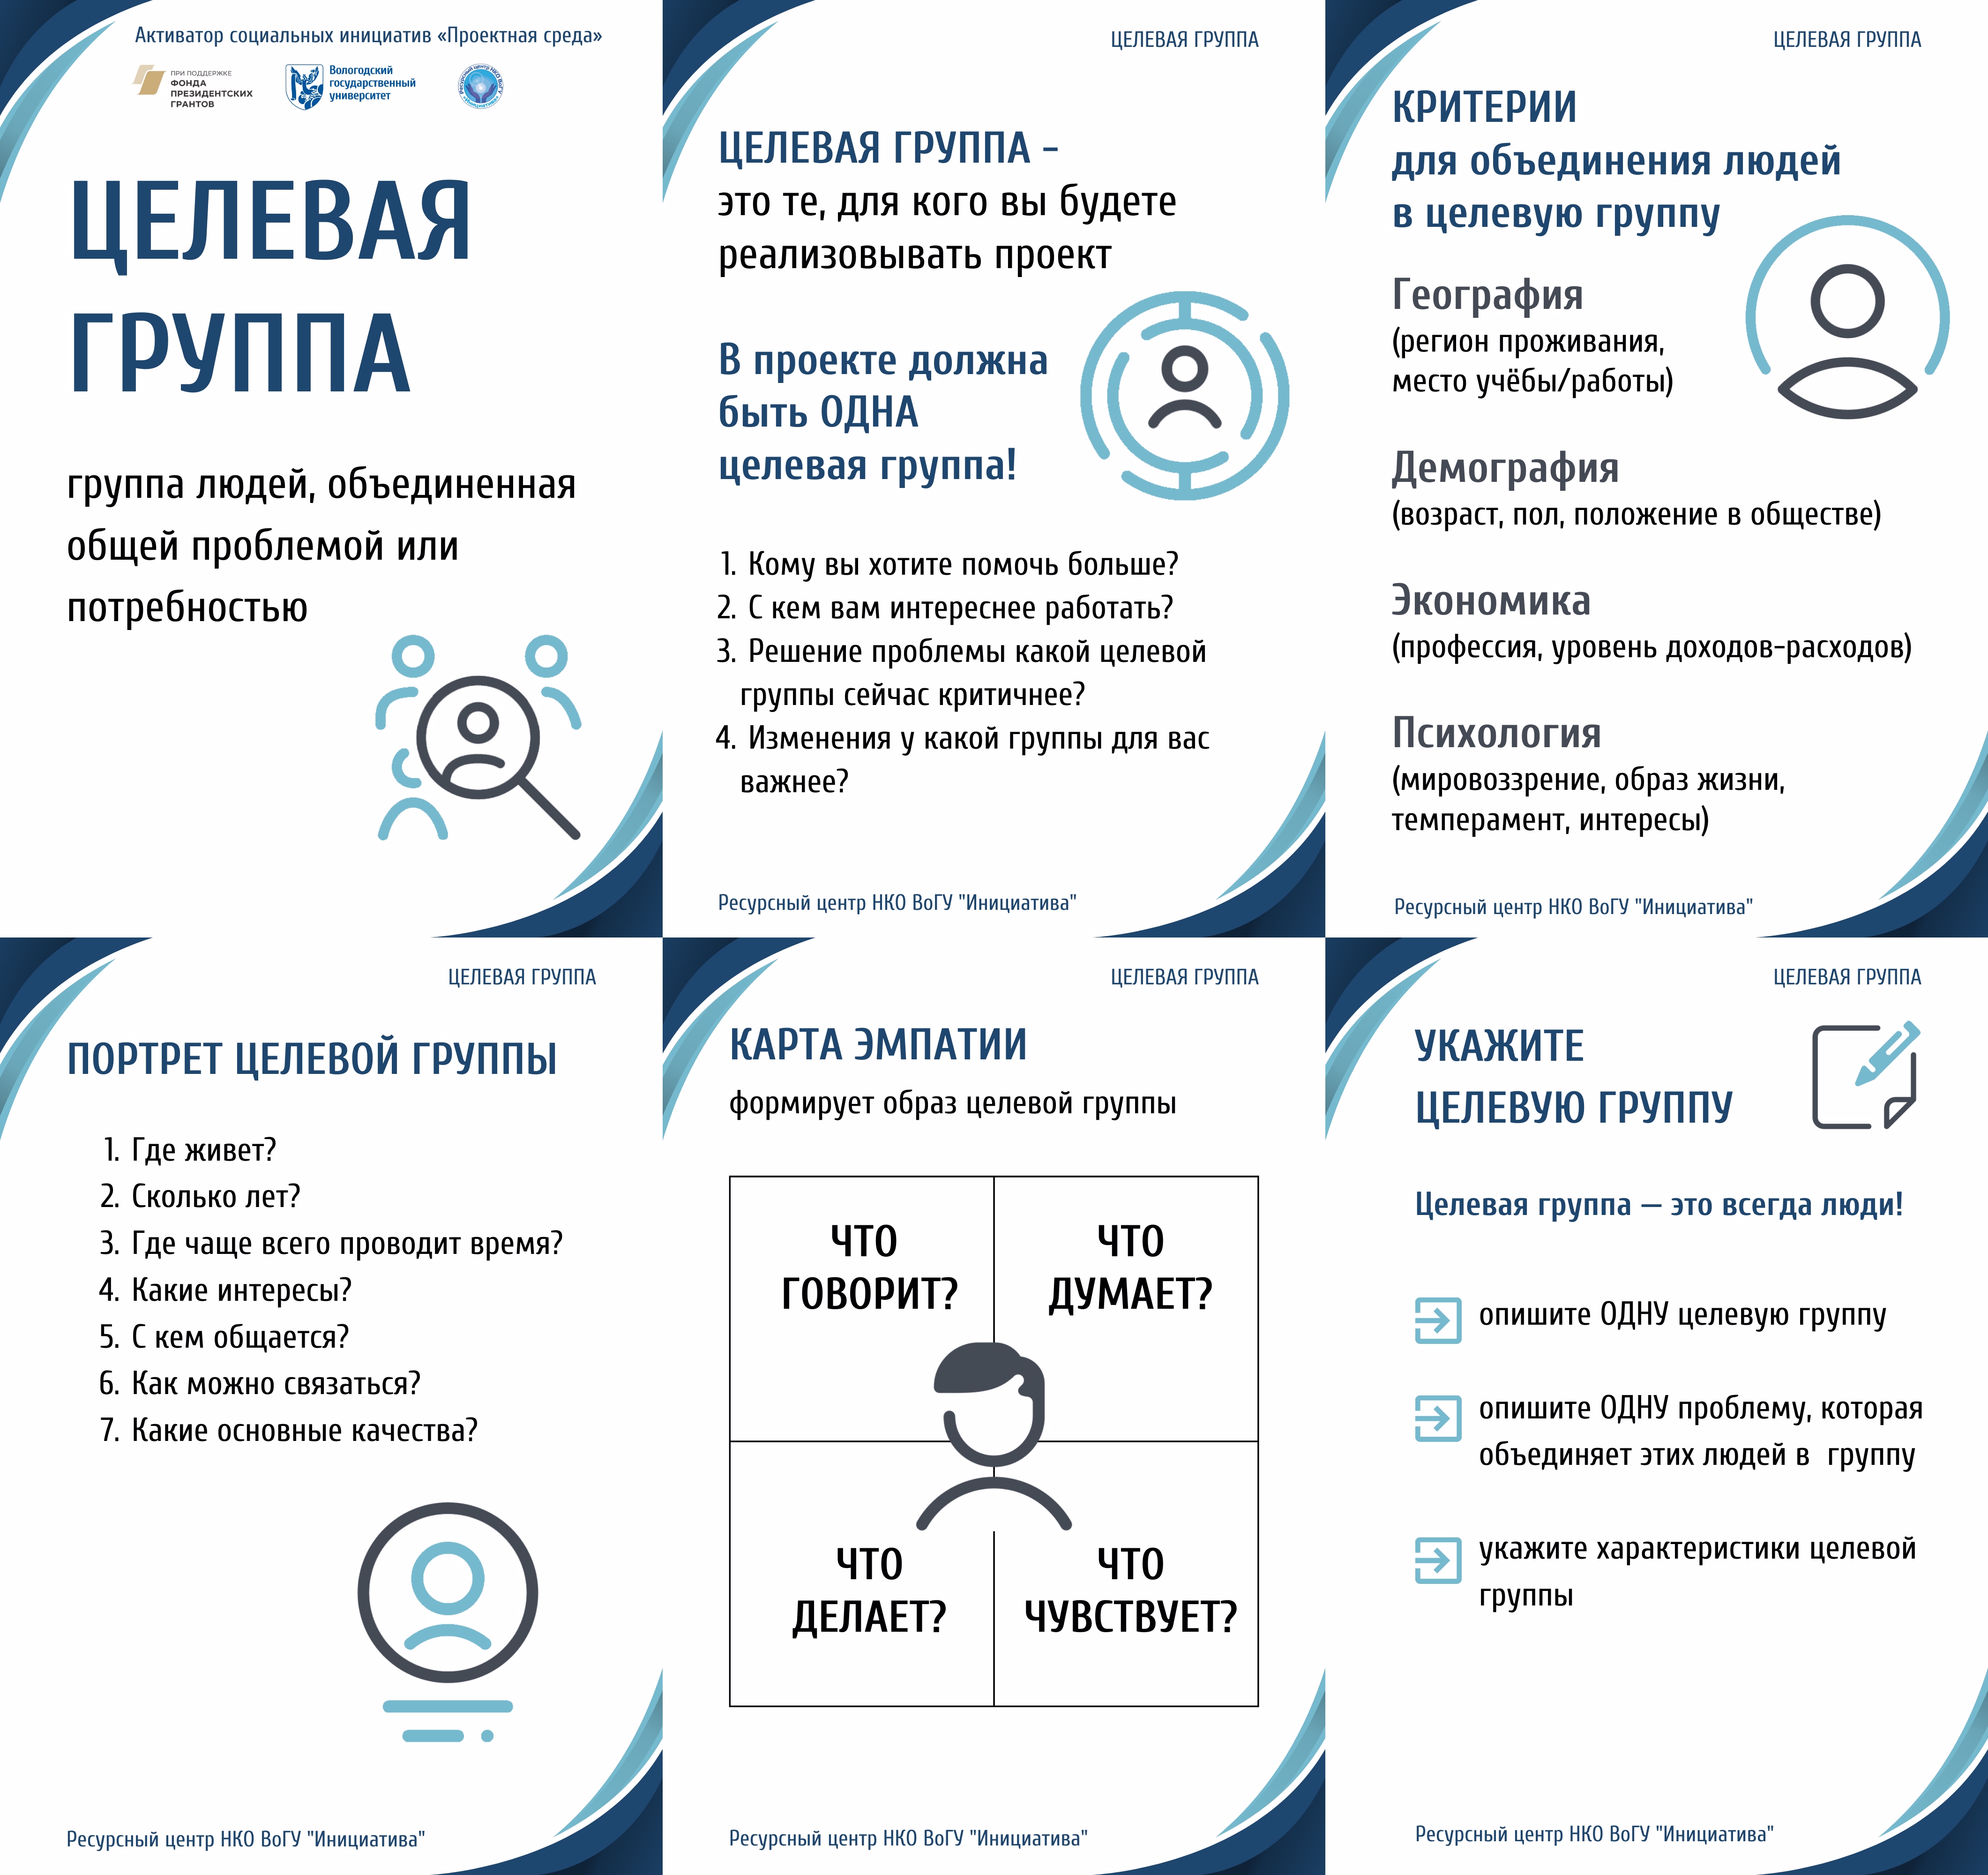 Активатор социальных инициатив «Проектная среда»
ПРИ ПОДДЕРЖКЕ
ФОНДА
ПРЕЗИДЕНТСКИХ
ГРАНТОВ
Вологодский
государственный
университет
ЦЕЛЕВАЯ
ГРУППА
группа людей, объединенная
общей проблемой или
потребностью
ЦЕЛЕВАЯ ГРУППА
ЦЕЛЕВАЯ ГРУППА –
это те, для кого вы будете
реализовывать проект
В проекте должна
быть ОДНА
целевая группа!
1. Кому вы хотите помочь больше?
2. С кем вам интереснее работать?
3. Решение проблемы какой целевой
группы сейчас критичнее?
4. Изменения у какой группы для вас
важнее?
Ресурсный центр НКО ВоГУ "Инициатива"
ЦЕЛЕВАЯ ГРУППА
КРИТЕРИИ
для объединения людей
в целевую группу
География
(регион проживания,
место учёбы/работы)
Демография
(возраст, пол, положение в обществе)
Экономика
(профессия, уровень доходов-расходов)
Психология
(мировоззрение, образ жизни,
темперамент, интересы)
Ресурсный центр НКО ВоГУ "Инициатива"
ЦЕЛЕВАЯ ГРУППА
ПОРТРЕТ ЦЕЛЕВОЙ ГРУППЫ
1. Где живет?
2. Сколько лет?
3. Где чаще всего проводит время?
4. Какие интересы?
5. С кем общается?
6. Как можно связаться?
7. Какие основные качества?
Ресурсный центр НКО ВоГУ "Инициатива"
ЦЕЛЕВАЯ ГРУППА
КАРТА ЭМПАТИИ
формирует образ целевой группы
ЧТО
ГОВОРИТ?
ЧТО
ДУМАЕТ?
ЧТО
ДЕЛАЕТ?
ЧТО
ЧУВСТВУЕТ?
Ресурсный центр НКО ВоГУ "Инициатива"
ЦЕЛЕВАЯ ГРУППА
УКАЖИТЕ
ЦЕЛЕВУЮ ГРУППУ
Целевая группа — это всегда люди!
опишите ОДНУ целевую группу
опишите ОДНУ проблему, которая
объединяет этих людей в группу
укажите характеристики целевой
группы
Ресурсный центр НКО ВоГУ "Инициатива"